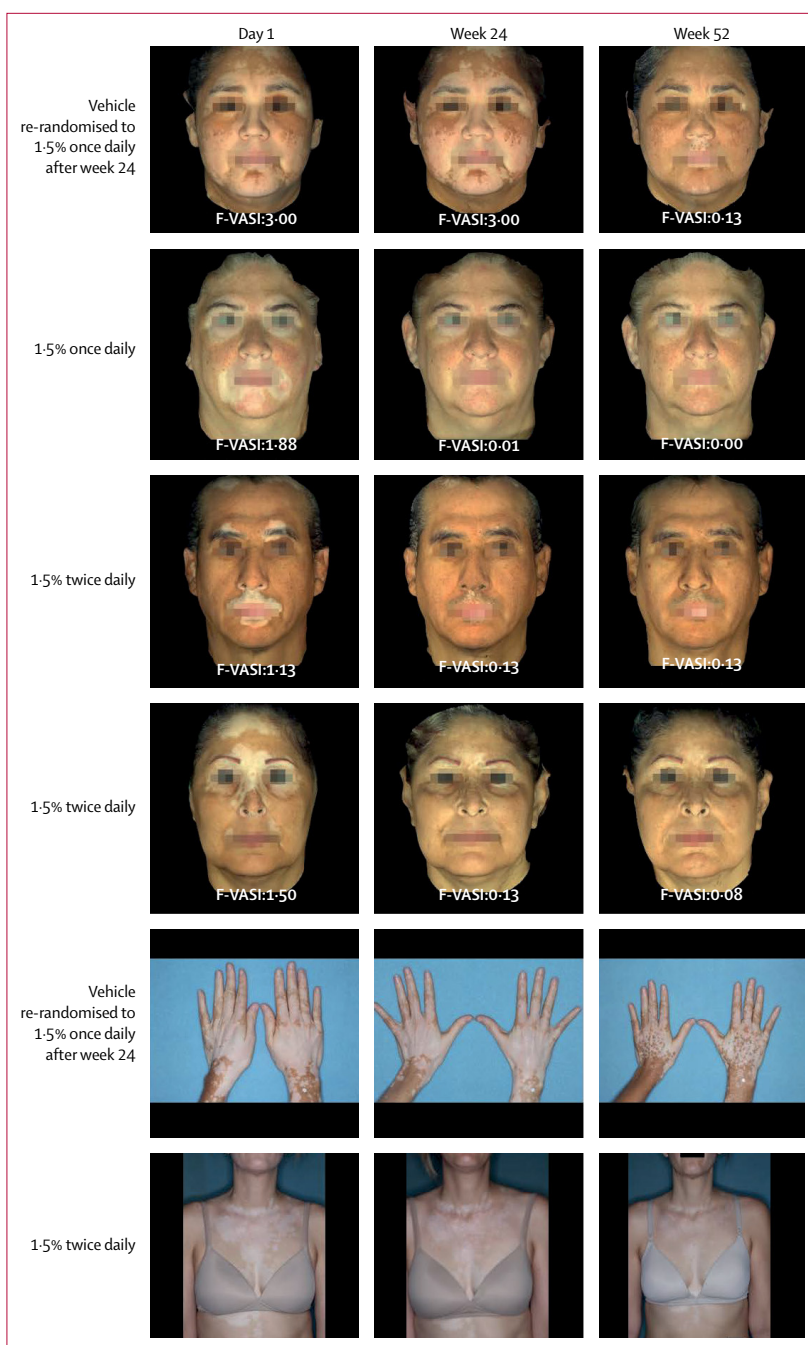 Day 1
Week 24
Week 52
Vehicle
re-randomised to
1·5% once daily
after week 24
F-VASI:3·00
F-VASI:3·00
F-VASI:0·13
1·5% once daily
F-VASI:1·88
F-VASI:0·01
F-VASI:0·00
1·5% twice daily
F-VASI:1·13
F-VASI:0·13
F-VASI:0·13
1·5% twice daily
F-VASI:1·50
F-VASI:0·13
F-VASI:0·08
Vehicle
re-randomised to
1·5% once daily
after week 24
1·5% twice daily